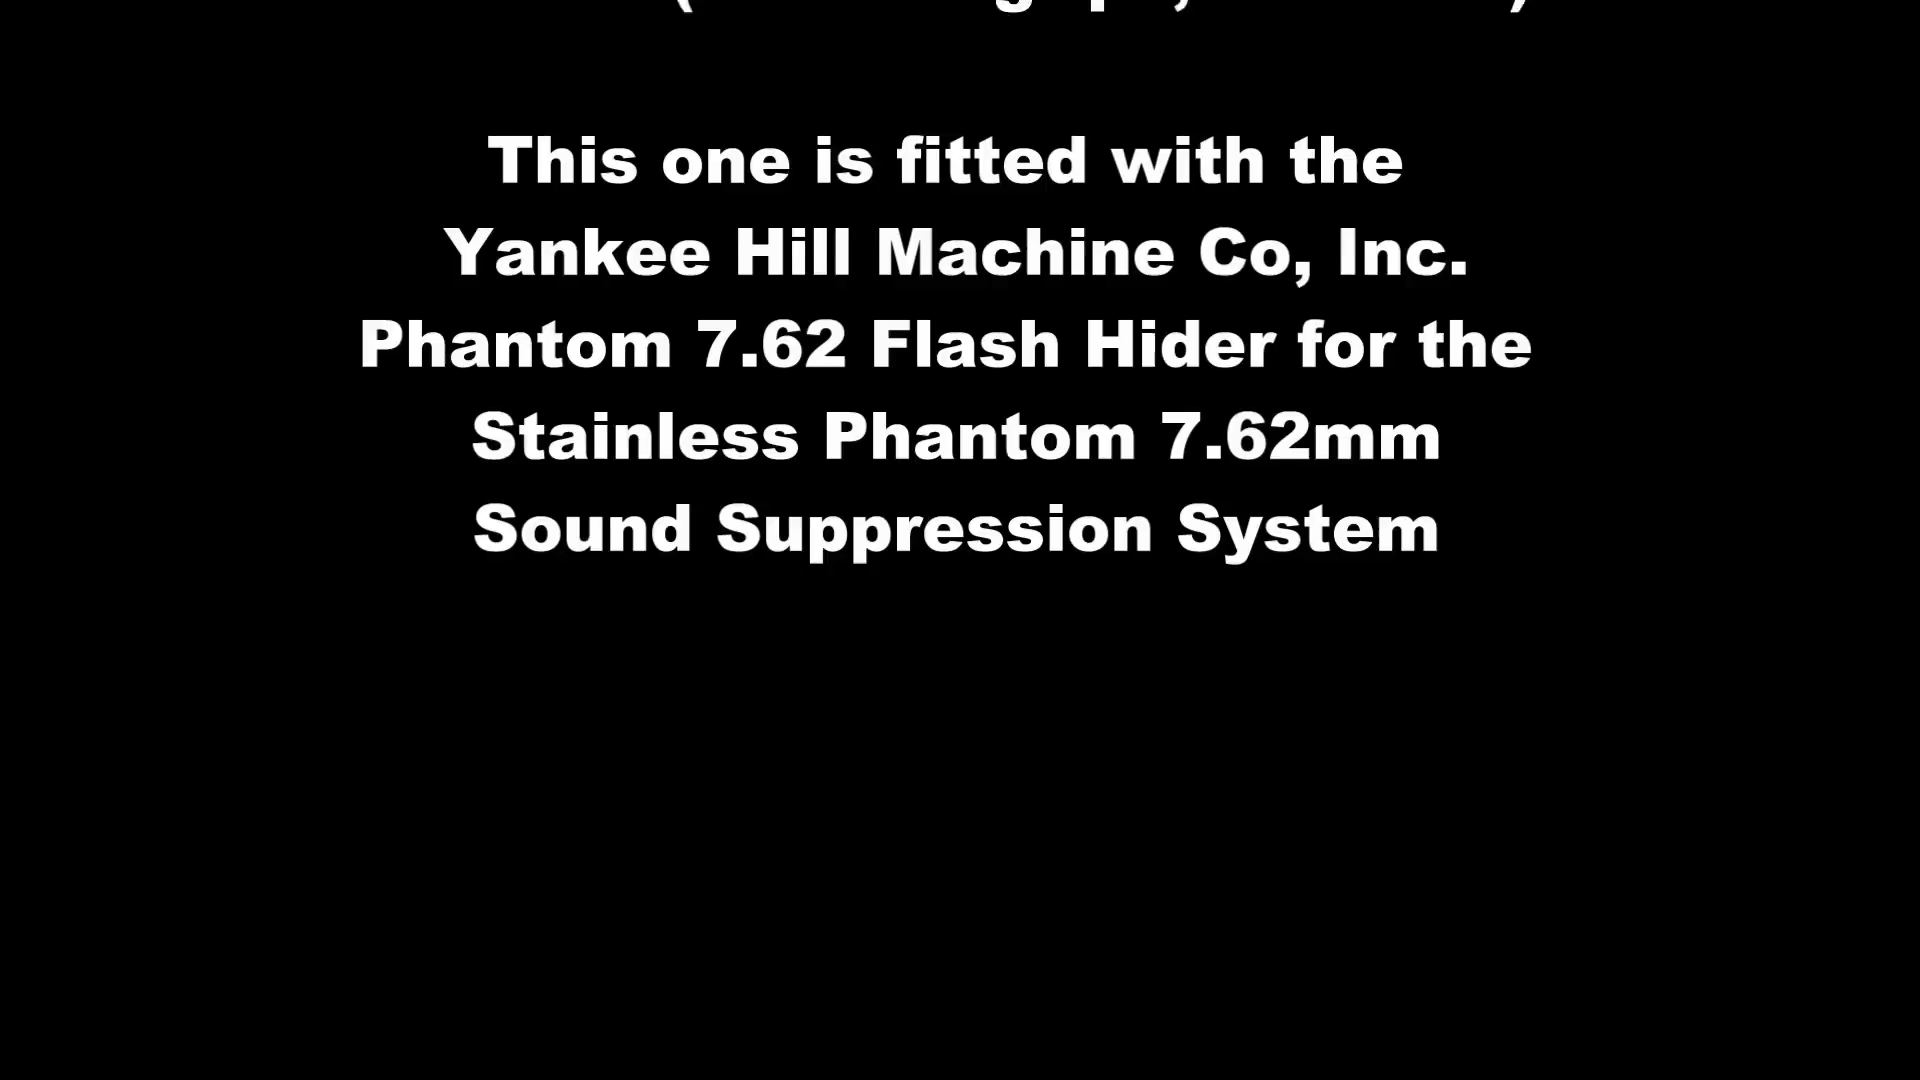 This one is fitted with the
Yankee Hill Machine Co, Inc.
Phantom 7.62 Flash Hider for the
Stainless Phantom 7.62mm
Sound Suppression System